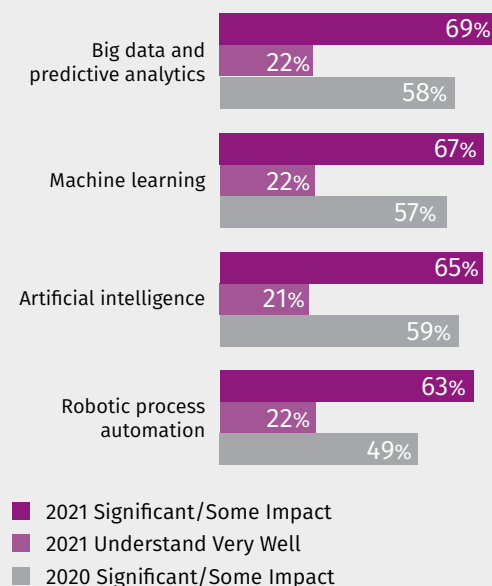 69%
Big data and
predictive analytics
22%
58%
67%
Machine learning
22%
57%
65%
Artificial intelligence
21%
59%
63%
Robotic process
automation
22%
49%
2021 Significant/Some Impact
2021 Understand Very Well
2020 Significant/Some Impact